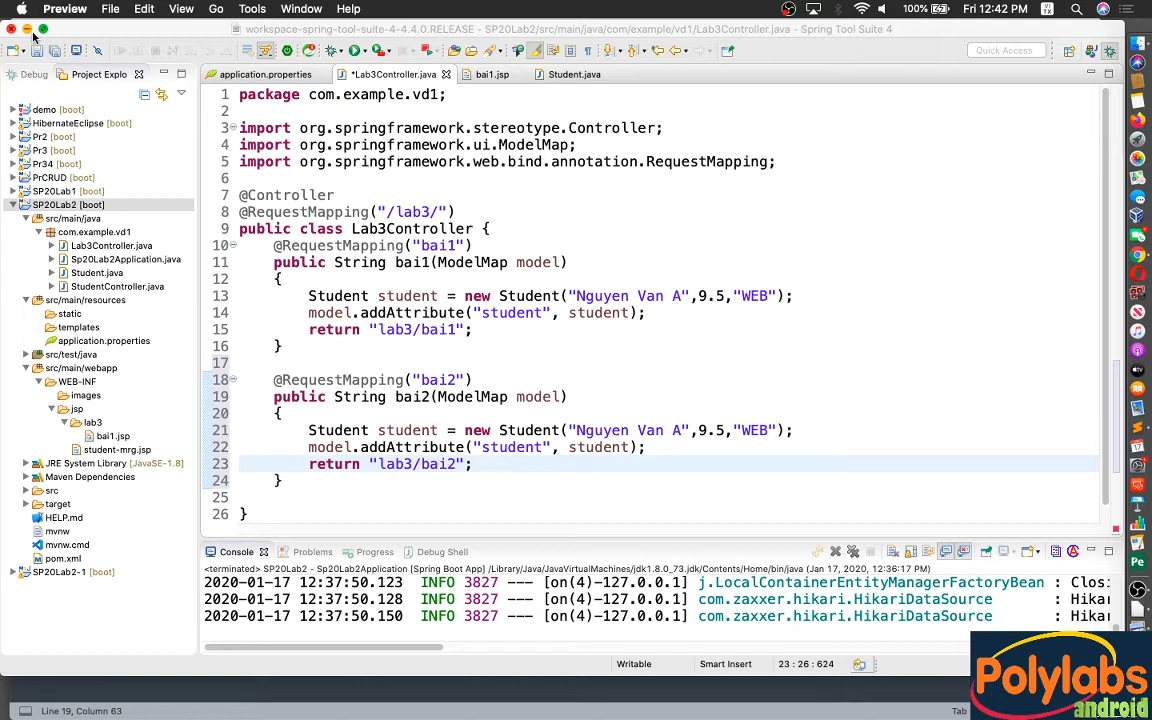 Preview File Edit View Go Tools Window Help 100% VI TX Fri 12:42 PM
workspace-spring-tool-suite-4-4.4.0.RELEASE - SP20Lab2/src/main/java/com/example/vd1/Lab3Controller.java - Spring Tool Suite 4
Quick Access
Debug Project Explo
application.properties *Lab3Controller.java bai1.jsp Student.java
demo [boot]
HibernateEclipse [boot]
Pr2 [boot]
Pr3 [boot]
Pr34 [boot]
PrCRUD [boot]
SP20Lab1 [boot]
SP20Lab2 [boot]
src/main/java
com.example.vd1
Lab3Controller.java
Sp20Lab2Application.java
Student.java
StudentController.java
src/main/resources
static
templates
application.properties
src/test/java
src/main/webapp
WEB-INF
images
jsp
lab3
bai1.jsp
student-mrg.jsp
JRE System Library [JavaSE-1.8]
Maven Dependencies
src
target
HELP.md
mvnw
mvnw.cmd
pom.xml
SP20Lab2-1 [boot]
1 package com.example.vd1;
2
3 import org.springframework.stereotype.Controller;
4 import org.springframework.ui.ModelMap;
5 import org.springframework.web.bind.annotation.RequestMapping;
6
7 @Controller
8 @RequestMapping("/lab3/")
9 public class Lab3Controller {
10 @RequestMapping("bai1")
11 public String bai1(ModelMap model)
12 {
13 Student student = new Student("Nguyen Van A",9.5,"WEB");
14 model.addAttribute("student", student);
15 return "lab3/bai1";
16 }
17
18 @RequestMapping("bai2")
19 public String bai2(ModelMap model)
20 {
21 Student student = new Student("Nguyen Van A",9.5,"WEB");
22 model.addAttribute("student", student);
23 return "lab3/bai2";
24 }
25
26 }
Console Problems Progress Debug Shell
<terminated> SP20Lab2 - Sp20Lab2Application [Spring Boot App] /Library/Java/JavaVirtualMachines/jdk1.8.0_73.jdk/Contents/Home/bin/java (Jan 17, 2020, 12:36:17 PM)
2020-01-17 12:37:50.123 INFO 3827 --- [on(4)-127.0.0.1] j.LocalContainerEntityManagerFactoryBean : Closi
2020-01-17 12:37:50.128 INFO 3827 --- [on(4)-127.0.0.1] com.zaxxer.hikari.HikariDataSource : Hika
2020-01-17 12:37:50.150 INFO 3827 --- [on(4)-127.0.0.1] com.zaxxer.hikari.HikariDataSource : Hika
Writable Smart Insert 23 : 26 : 624
Line 19, Column 63 Tab
Polylabs
android